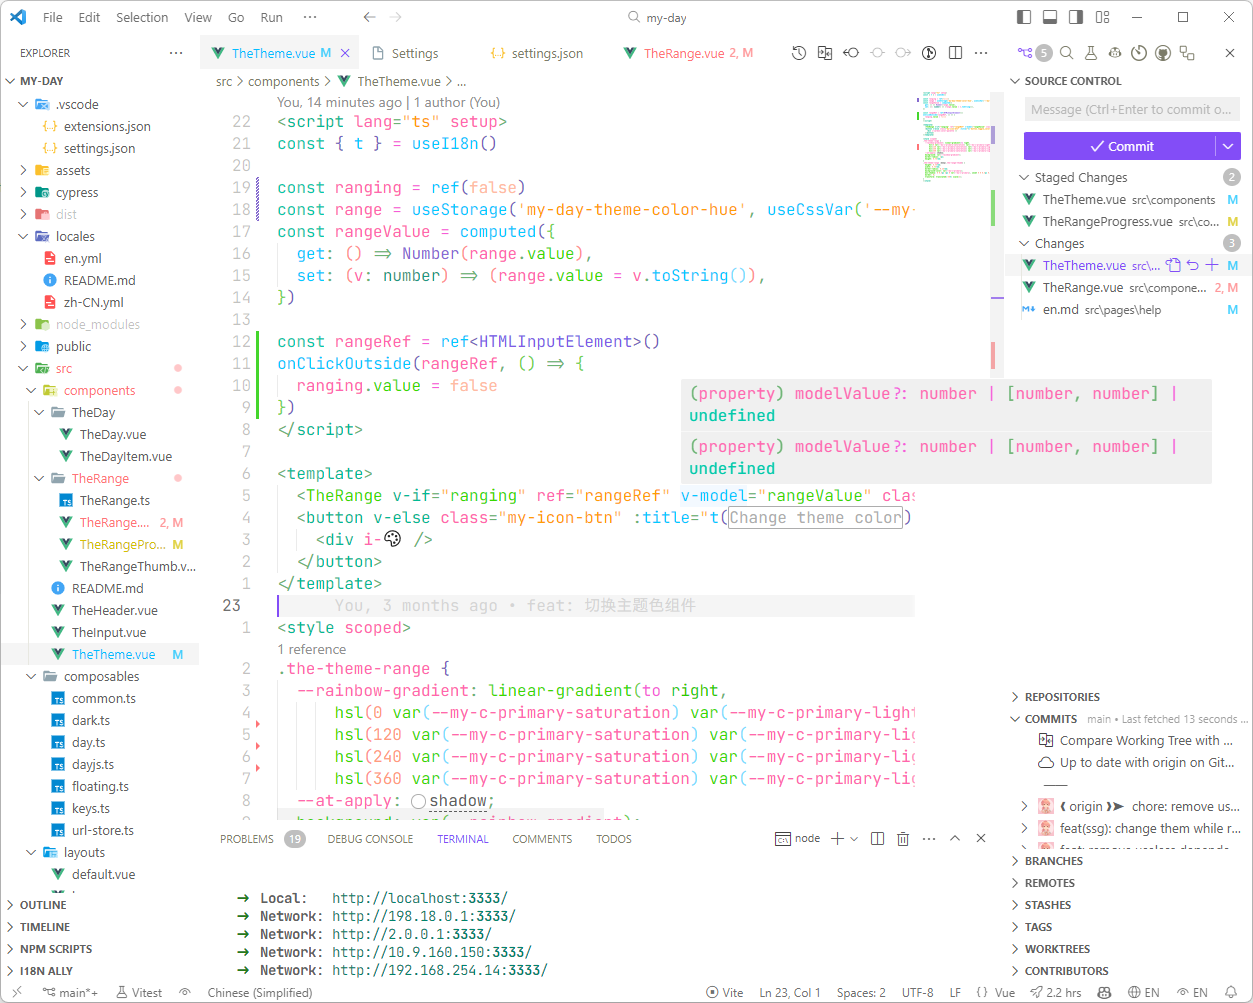 File Edit Selection View Go Run ··· my-day
EXPLORER ···
MY-DAY
.vscode
extensions.json
settings.json
assets
cypress
dist
locales
en.yml
README.md
zh-CN.yml
node_modules
public
src
components
TheDay
TheDay.vue
TheDayItem.vue
TheRange
TheRange.ts
TheRange.... 2, M
TheRangePro... M
TheRangeThumb.v...
README.md
TheHeader.vue
TheInput.vue
TheTheme.vue M
composables
common.ts
dark.ts
day.ts
dayjs.ts
floating.ts
keys.ts
url-store.ts
layouts
default.vue
OUTLINE
TIMELINE
NPM SCRIPTS
I18N ALLY
TheTheme.vue M Settings settings.json TheRange.vue 2, M
src > components > TheTheme.vue > ...
You, 14 minutes ago | 1 author (You)
22 <script lang="ts" setup>
21 const { t } = useI18n()
20
19 const ranging = ref(false)
18 const range = useStorage('my-day-theme-color-hue', useCssVar('--my-
17 const rangeValue = computed({
16 get: () => Number(range.value),
15 set: (v: number) => (range.value = v.toString()),
14 })
13
12 const rangeRef = ref<HTMLInputElement>()
11 onClickOutside(rangeRef, () => {
10 ranging.value = false
9 })
8 </script>
7
6 <template>
5 <TheRange v-if="ranging" ref="rangeRef" v-model="rangeValue" clas
4 <button v-else class="my-icon-btn" :title="t(Change theme color)
3 <div i- />
2 </button>
1 </template>
23 You, 3 months ago • feat: 切换主题色组件
1 <style scoped>
1 reference
2 .the-theme-range {
3 --rainbow-gradient: linear-gradient(to right,
4 hsl(0 var(--my-c-primary-saturation) var(--my-c-primary-light
5 hsl(120 var(--my-c-primary-saturation) var(--my-c-primary-lig
6 hsl(240 var(--my-c-primary-saturation) var(--my-c-primary-lig
7 hsl(360 var(--my-c-primary-saturation) var(--my-c-primary-lig
8 --at-apply: shadow;
background: var(--rainbow-gradient);
(property) modelValue?: number | [number, number] |
undefined
(property) modelValue?: number | [number, number] |
undefined
PROBLEMS 19 DEBUG CONSOLE TERMINAL COMMENTS TODOS node
➜ Local: http://localhost:3333/
➜ Network: http://198.18.0.1:3333/
➜ Network: http://2.0.0.1:3333/
➜ Network: http://10.9.160.150:3333/
➜ Network: http://192.168.254.14:3333/
5
SOURCE CONTROL
Message (Ctrl+Enter to commit o...
Commit
Staged Changes 2
TheTheme.vue src\components M
TheRangeProgress.vue src\co... M
Changes 3
TheTheme.vue src\... M
TheRange.vue src\compone... 2, M
en.md src\pages\help M
REPOSITORIES
COMMITS main • Last fetched 13 seconds ...
Compare Working Tree with ...
Up to date with origin on Git...
origin chore: remove us...
feat(ssg): change them while r...
BRANCHES
REMOTES
STASHES
TAGS
WORKTREES
CONTRIBUTORS
main*+ Vitest Chinese (Simplified) Vite Ln 23, Col 1 Spaces: 2 UTF-8 LF { } Vue 2.2 hrs EN EN